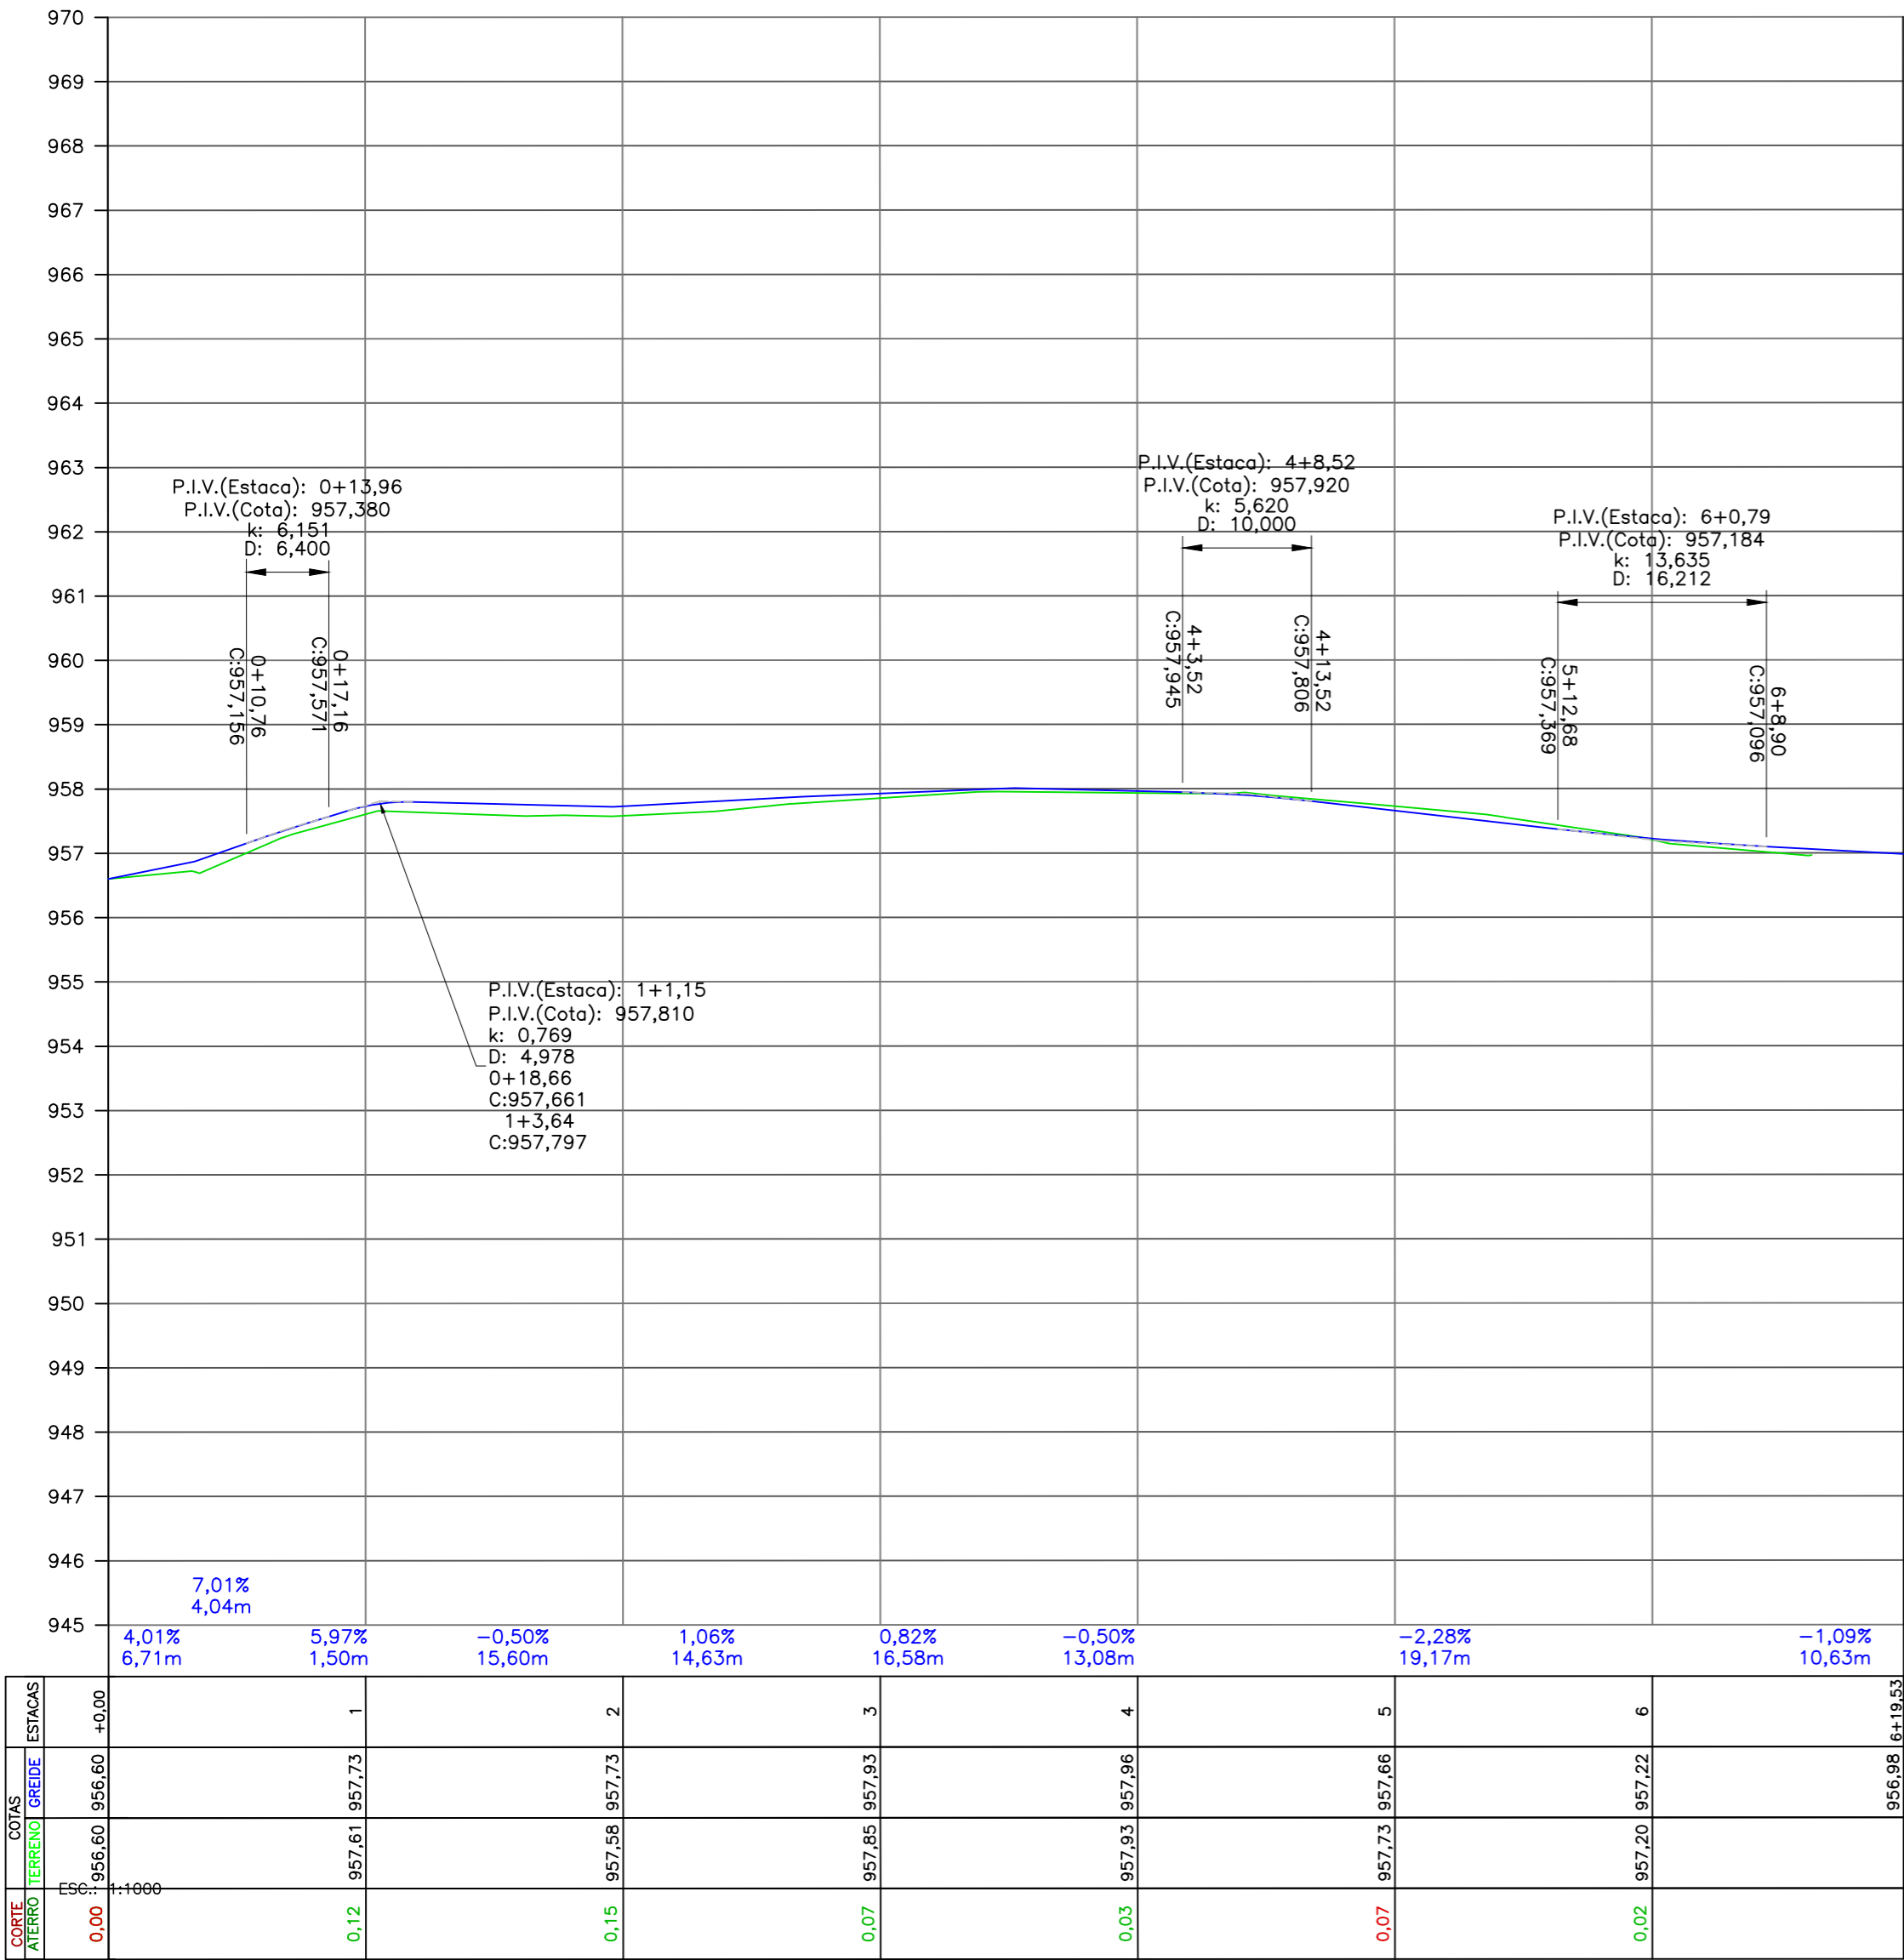 970
969
968
967
966
965
964
963
962
961
960
959
958
957
956
955
954
953
952
951
950
949
948
947
946
945
P.I.V.(Estaca): 0+13,96
P.I.V.(Cota): 957,380
k: 6,151
D: 6,400
C:957,156
0+10,76
C:957,571
0+17,16
P.I.V.(Estaca): 4+8,52
P.I.V.(Cota): 957,920
k: 5,620
D: 10,000
C:957,945
4+3,52
C:957,806
4+13,52
P.I.V.(Estaca): 6+0,79
P.I.V.(Cota): 957,184
k: 13,635
D: 16,212
C:957,369
5+12,68
C:957,096
6+8,90
P.I.V.(Estaca): 1+1,15
P.I.V.(Cota): 957,810
k: 0,769
D: 4,978
0+18,66
C:957,661
1+3,64
C:957,797
7,01%
4,04m
4,01% 5,97% −0,50% 1,06% 0,82% −0,50% −2,28% −1,09%
6,71m 1,50m 15,60m 14,63m 16,58m 13,08m 19,17m 10,63m
ESTACAS +0,00 1 2 3 4 5 6 6+19,53
COTAS
GREIDE 956,60 957,73 957,73 957,93 957,96 957,66 957,22 956,98
TERRENO 956,60 957,61 957,58 957,85 957,93 957,73 957,20
ESC.: 1:1000
CORTE
ATERRO 0,00 0,12 0,15 0,07 0,03 0,07 0,02